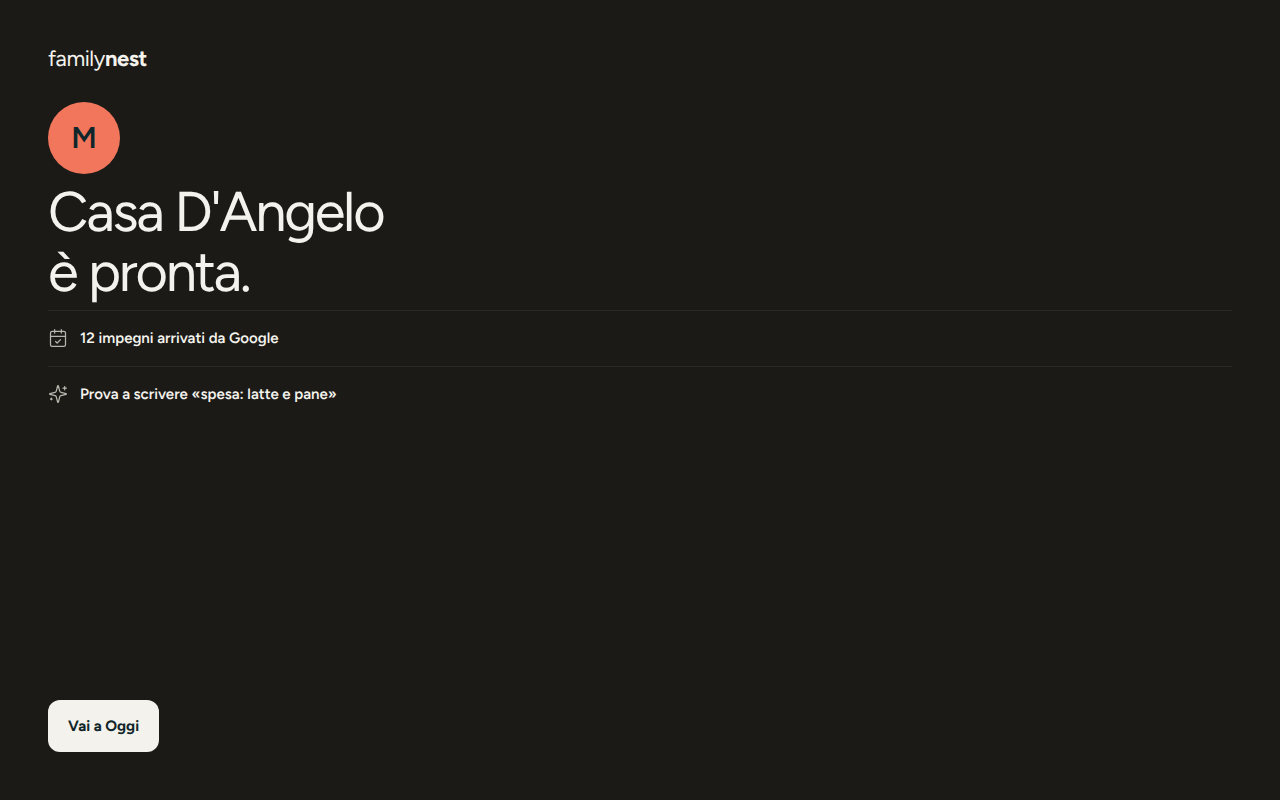 familynest
M
Casa D'Angelo
è pronta.
12 impegni arrivati da Google
Prova a scrivere «spesa: latte e pane»
Vai a Oggi